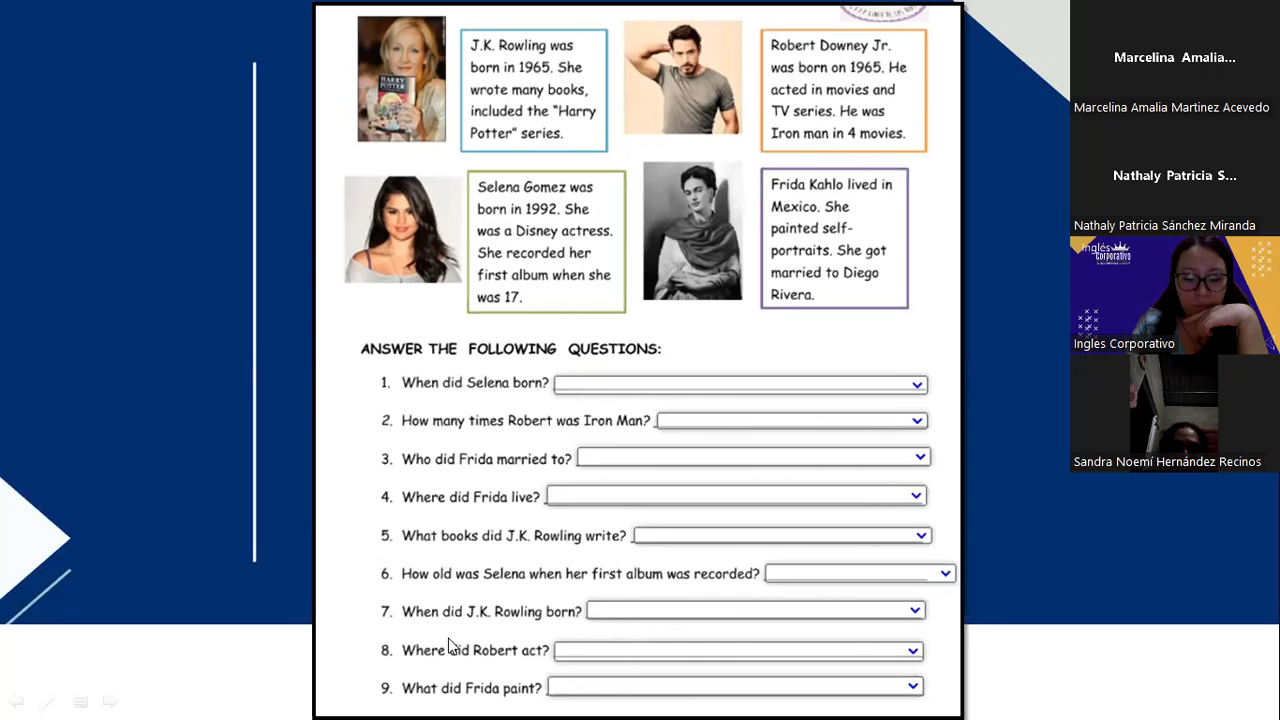 J.K. Rowling was
born in 1965. She
wrote many books,
included the “Harry
Potter” series.
Robert Downey Jr.
was born on 1965. He
acted in movies and
TV series. He was
Iron man in 4 movies.
Selena Gomez was
born in 1992. She
was a Disney actress.
She recorded her
first album when she
was 17.
Frida Kahlo lived in
Mexico. She
painted self-
portraits. She got
married to Diego
Rivera.
ANSWER THE FOLLOWING QUESTIONS:
1. When did Selena born?
2. How many times Robert was Iron Man?
3. Who did Frida married to?
4. Where did Frida live?
5. What books did J.K. Rowling write?
6. How old was Selena when her first album was recorded?
7. When did J.K. Rowling born?
8. Where did Robert act?
9. What did Frida paint?
HARRY
POTTER
Marcelina Amalia...
Marcelina Amalia Martinez Acevedo
Nathaly Patricia S...
Nathaly Patricia Sánchez Miranda
Inglés
Corporativo
Ingles Corporativo
Sandra Noemí Hernández Recinos